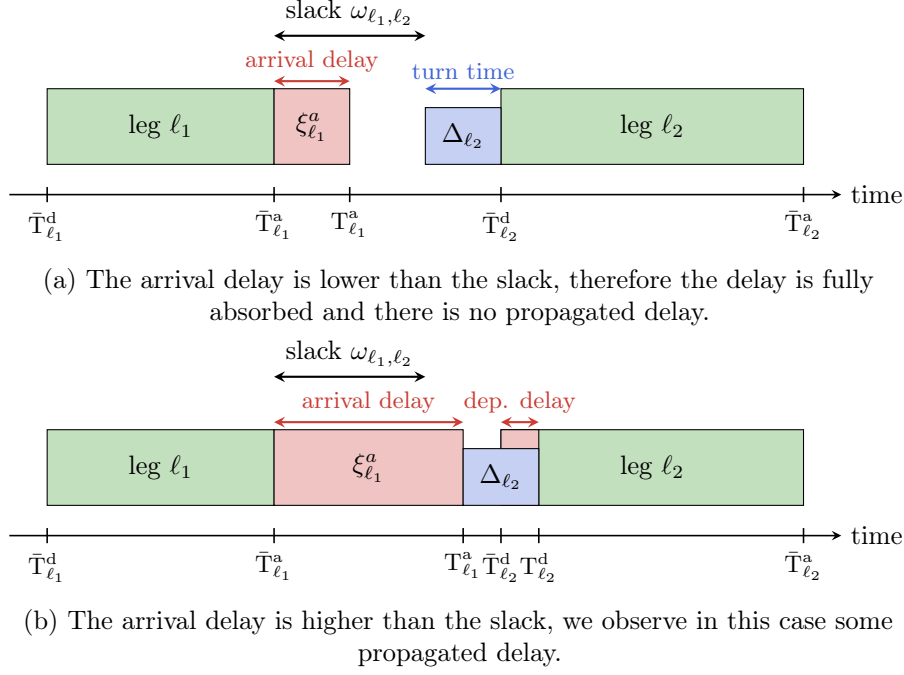 slack ω_{ℓ₁,ℓ₂}
arrival delay
turn time
leg ℓ₁
ξ^a_{ℓ₁}
Δ_{ℓ₂}
leg ℓ₂
time
T̄^d_{ℓ₁}
T̄^a_{ℓ₁}
T^a_{ℓ₁}
T̄^d_{ℓ₂}
T̄^a_{ℓ₂}
(a) The arrival delay is lower than the slack, therefore the delay is fully
absorbed and there is no propagated delay.
slack ω_{ℓ₁,ℓ₂}
arrival delay
dep. delay
leg ℓ₁
ξ^a_{ℓ₁}
Δ_{ℓ₂}
leg ℓ₂
time
T̄^d_{ℓ₁}
T̄^a_{ℓ₁}
T^a_{ℓ₁}
T̄^d_{ℓ₂}
T^d_{ℓ₂}
T̄^a_{ℓ₂}
(b) The arrival delay is higher than the slack, we observe in this case some
propagated delay.